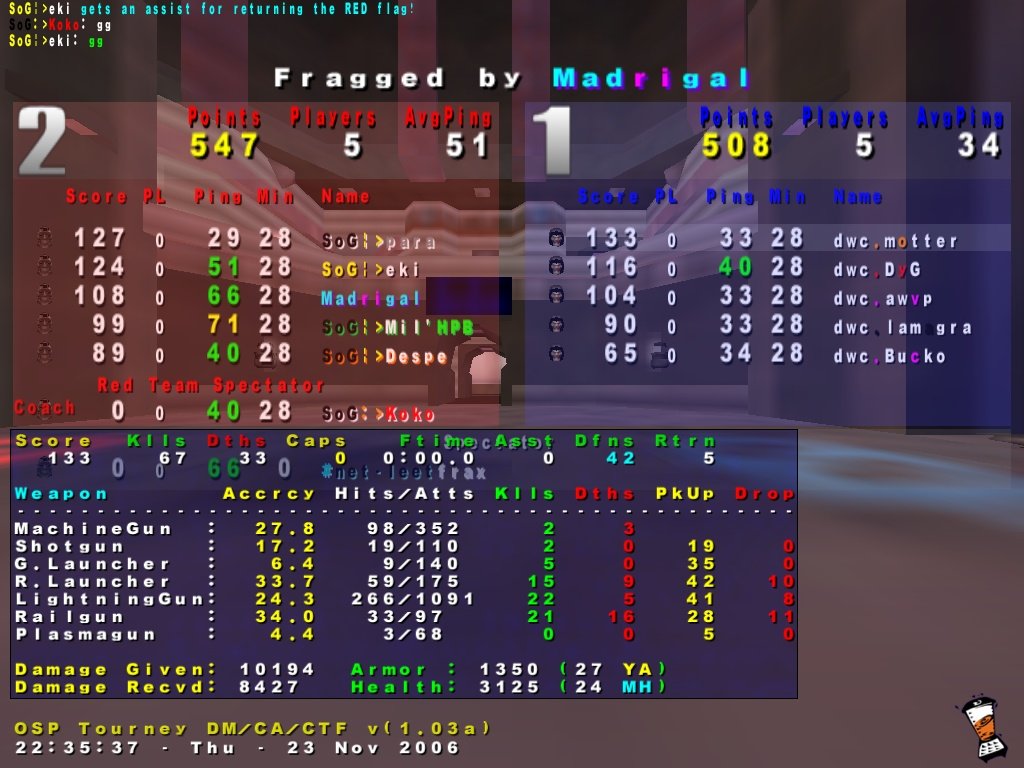 SoG¦>eki gets an assist for returning the RED flag!
SoG¦>Koko: gg
SoG¦>eki: gg
Fragged by Madrigal
Points Players AvgPing
2 547 5 51
Score PL Ping Min Name
127 0 29 28 SoG¦>para
124 0 51 28 SoG¦>eki
108 0 66 28 Madrigal
99 0 71 28 SoG¦>Mil'HPB
89 0 40 28 SoG¦>Despe
Red Team Spectator
Coach 0 0 40 28 SoG¦>Koko
Points Players AvgPing
1 508 5 34
Score PL Ping Min Name
133 0 33 28 dwc.motter
116 0 40 28 dwc.DyG
104 0 33 28 dwc.awvp
90 0 33 28 dwc.lam gra
65 0 34 28 dwc.Bucko
Spectator
0 0 66 0 #net-leetfrax
Score Klls Dths Caps Ftime Asst Dfns Rtrn
133 67 33 0 0:00.0 0 42 5
Weapon Accrcy Hits/Atts Klls Dths PkUp Drop
MachineGun : 27.8 98/352 2 3
Shotgun : 17.2 19/110 2 0 19 0
G.Launcher : 6.4 9/140 5 0 35 0
R.Launcher : 33.7 59/175 15 9 42 10
LightningGun: 24.3 266/1091 22 5 41 8
Railgun : 34.0 33/97 21 16 28 11
Plasmagun : 4.4 3/68 0 0 5 0
Damage Given: 10194 Armor : 1350 (27 YA)
Damage Recvd: 8427 Health: 3125 (24 MH)
OSP Tourney DM/CA/CTF v(1.03a)
22:35:37 - Thu - 23 Nov 2006